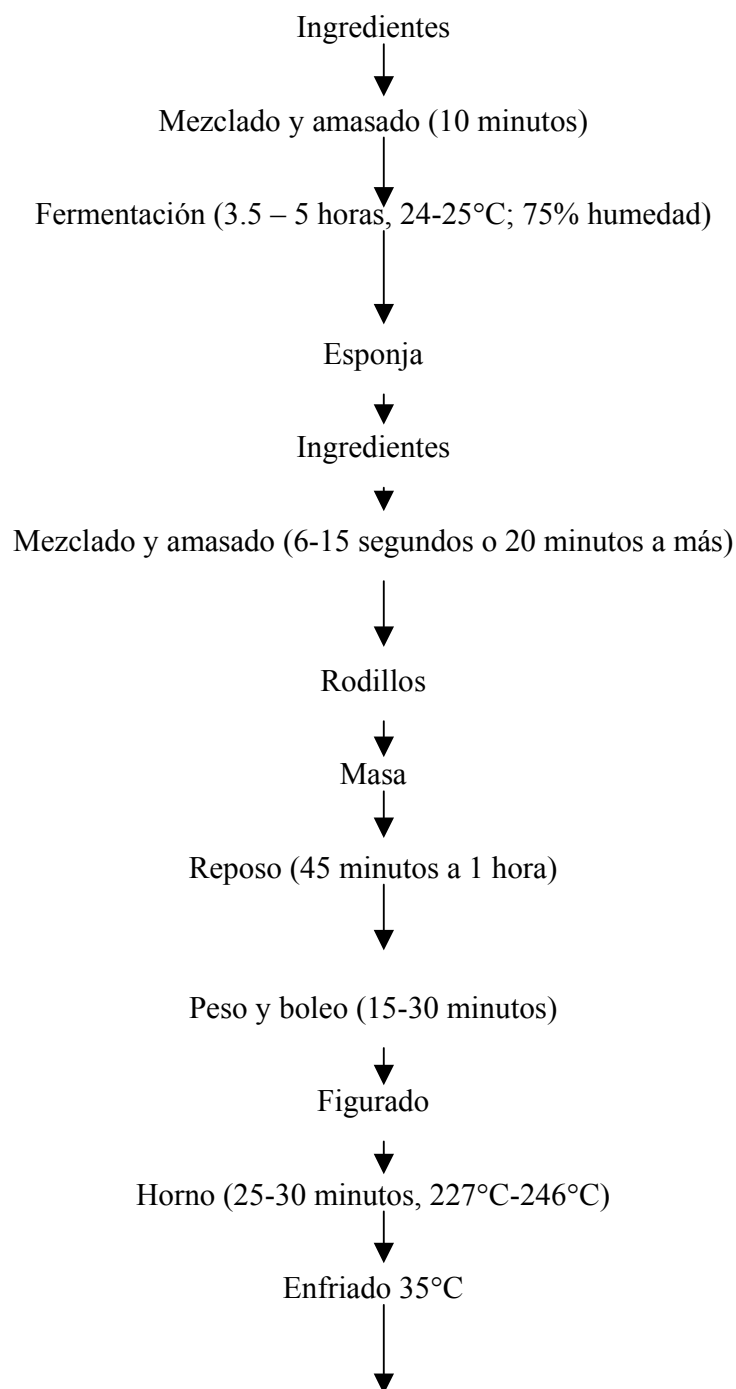 Ingredientes
Mezclado y amasado (10 minutos)
Fermentación (3.5 – 5 horas, 24-25°C; 75% humedad)
Esponja
Ingredientes
Mezclado y amasado (6-15 segundos o 20 minutos a más)
Rodillos
Masa
Reposo (45 minutos a 1 hora)
Peso y boleo (15-30 minutos)
Figurado
Horno (25-30 minutos, 227°C-246°C)
Enfriado 35°C